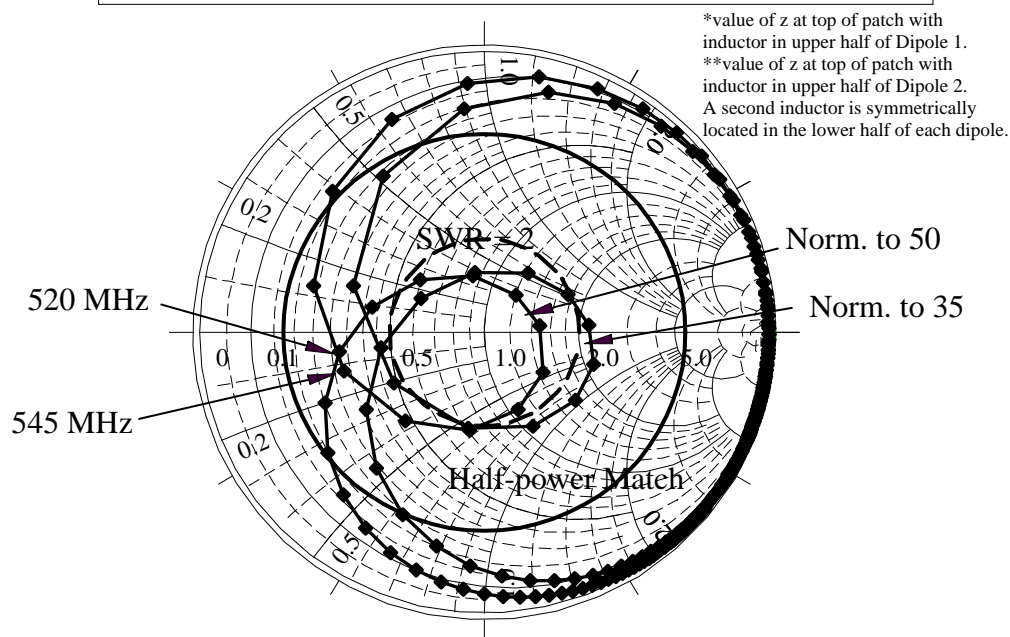 *value of z at top of patch with
inductor in upper half of Dipole 1.
**value of z at top of patch with
inductor in upper half of Dipole 2.
A second inductor is symmetrically
located in the lower half of each dipole.
1.0
0.5
0.2
SWR = 2
Norm. to 50
520 MHz
Norm. to 35
0
0.1
0.5
1.0
2.0
5.0
545 MHz
0.2
Half-power Match
0.5